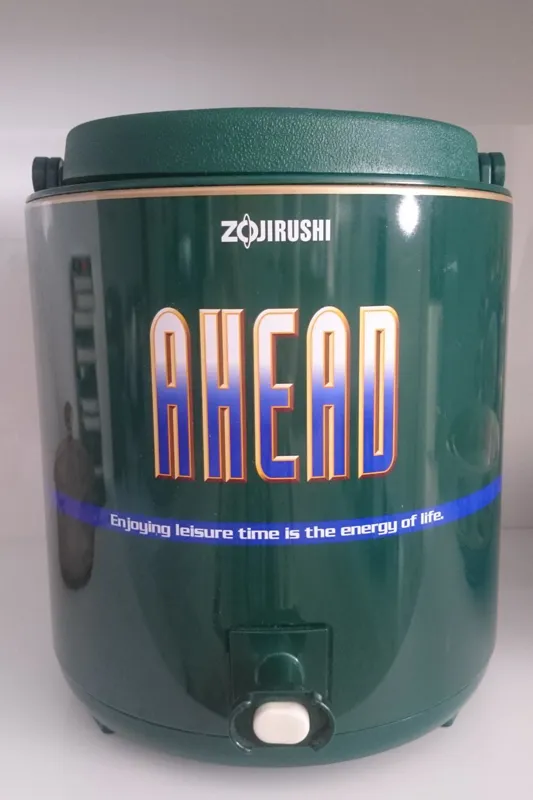 ZOJIRUSHI
AHEAD
Enjoying leisure time is the energy of life.